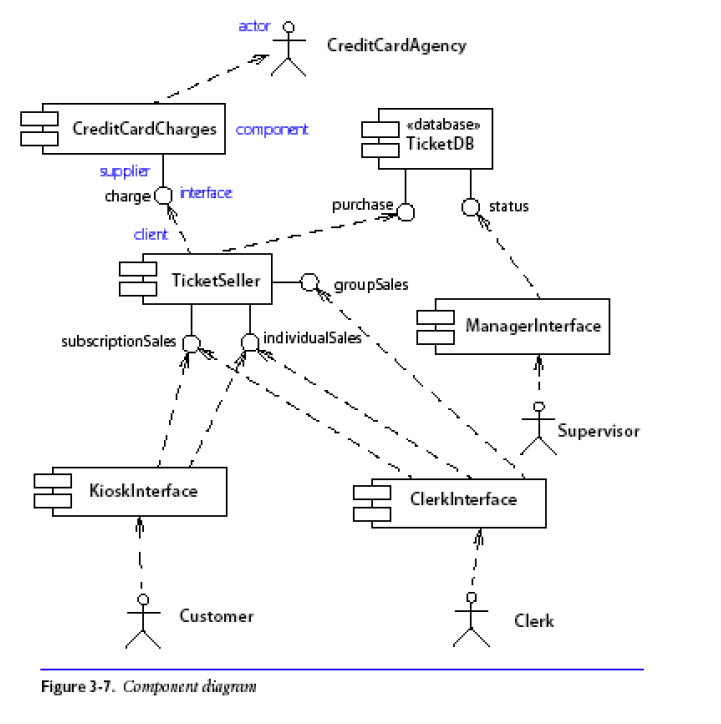 actor
CreditCardAgency
CreditCardCharges
component
«database»
TicketDB
supplier
charge
interface
purchase
status
client
TicketSeller
groupSales
subscriptionSales
individualSales
ManagerInterface
Supervisor
KioskInterface
ClerkInterface
Customer
Clerk
Figure 3-7. Component diagram